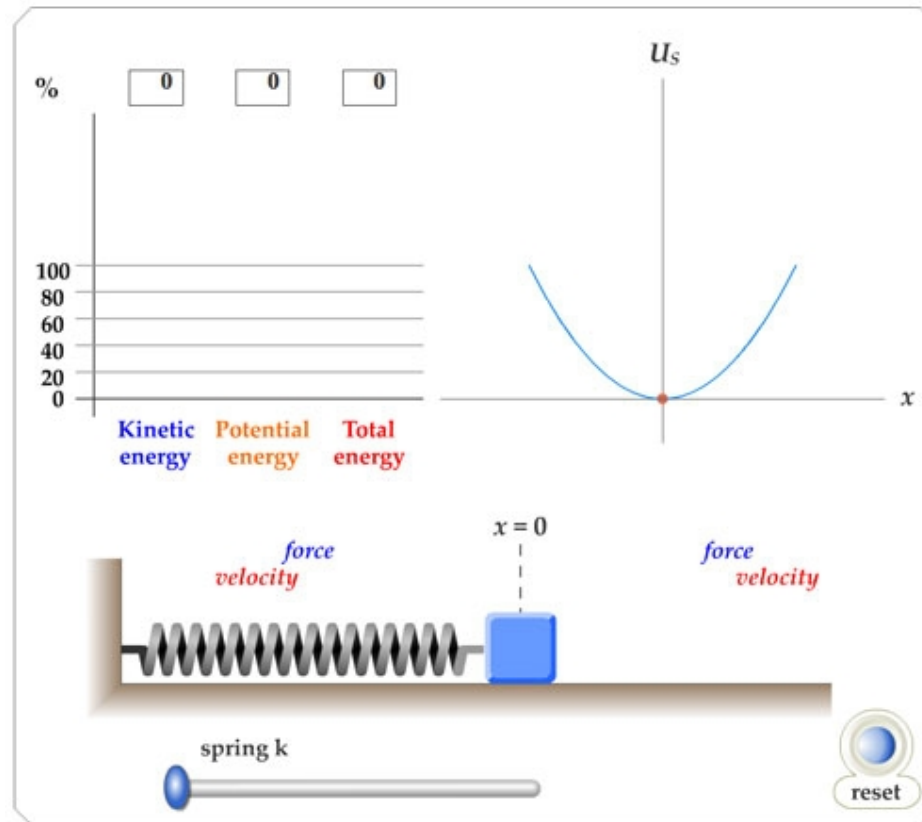 U_s
% 0 0 0
100
80
60
40
20
0
x
Kinetic energy
Potential energy
Total energy
x = 0
force
velocity
force
velocity
spring k
reset